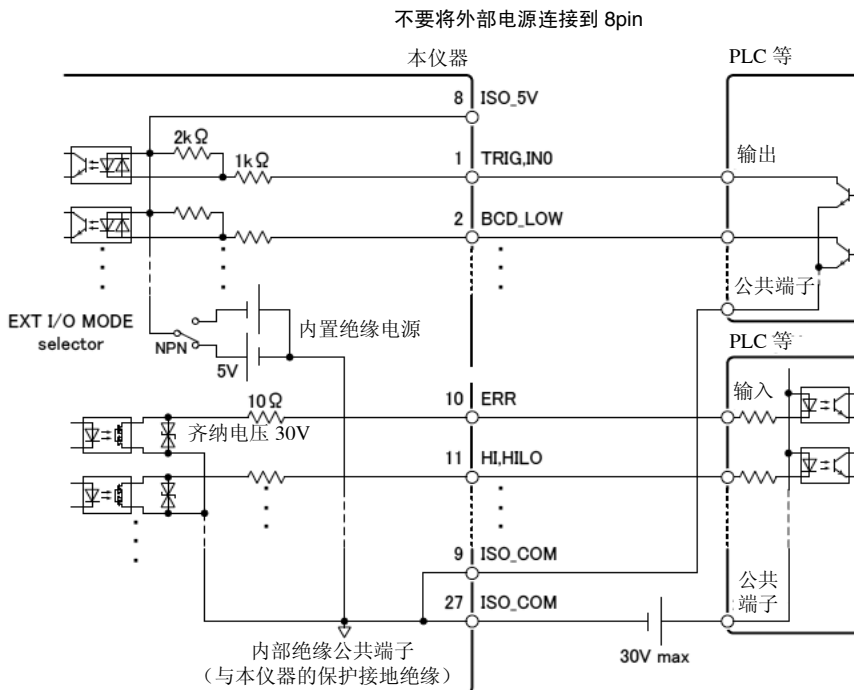 不要将外部电源连接到 8pin
本仪器
PLC 等
8 ISO_5V
2kΩ
1kΩ
1 TRIG,IN0
输出
2 BCD_LOW
公共端子
EXT I/O MODE
selector
NPN
内置绝缘电源
5V
PLC 等
10Ω
10 ERR
输入
齐纳电压 30V
11 HI,HILO
9 ISO_COM
公共
端子
27 ISO_COM
内部绝缘公共端子
（与本仪器的保护接地绝缘）
30V max